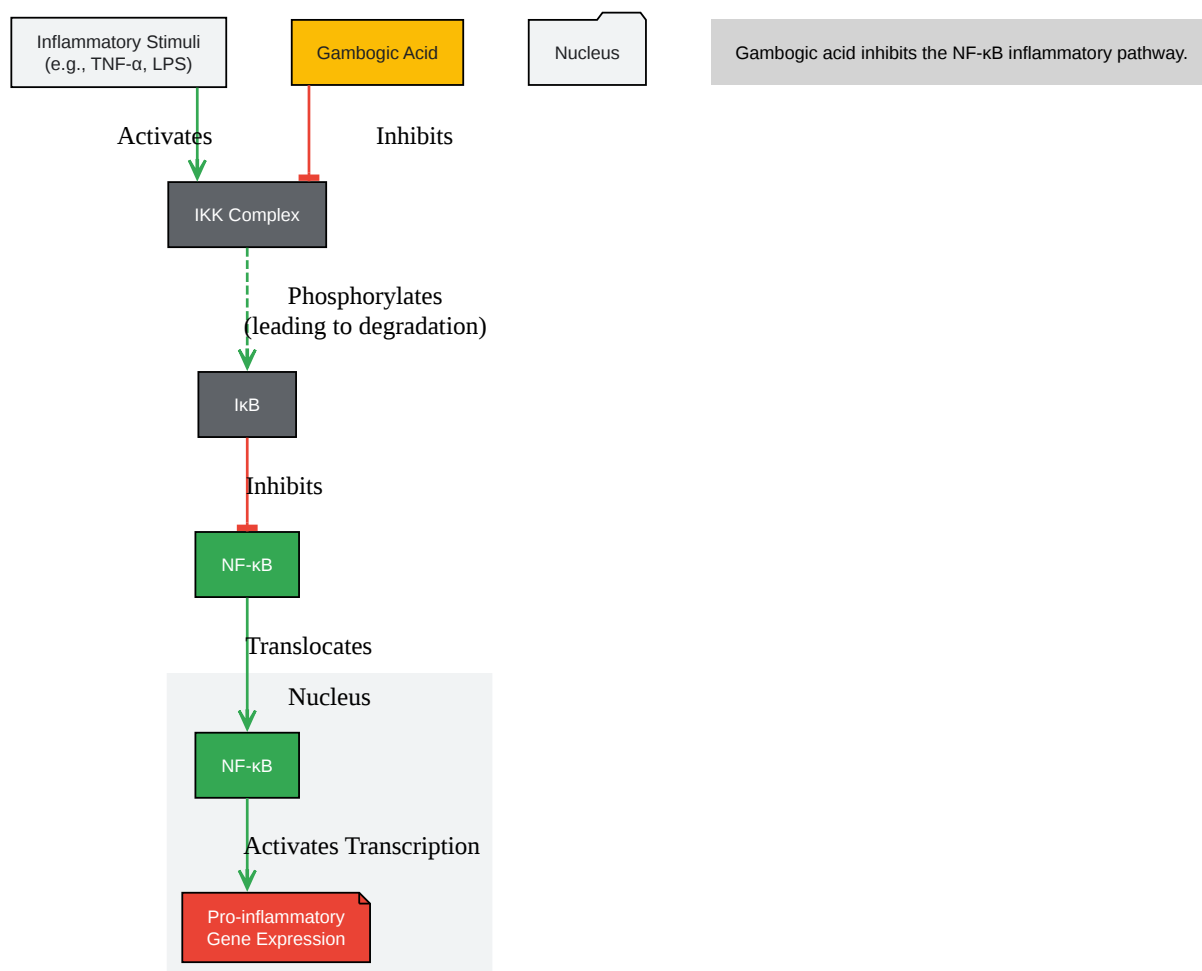 Inflammatory Stimuli
(e.g., TNF-α, LPS)
Gambogic Acid
Nucleus
Gambogic acid inhibits the NF-κB inflammatory pathway.
Activates
Inhibits
IKK Complex
Phosphorylates
(leading to degradation)
IκB
Inhibits
NF-κB
Translocates
Nucleus
NF-κB
Activates Transcription
Pro-inflammatory
Gene Expression